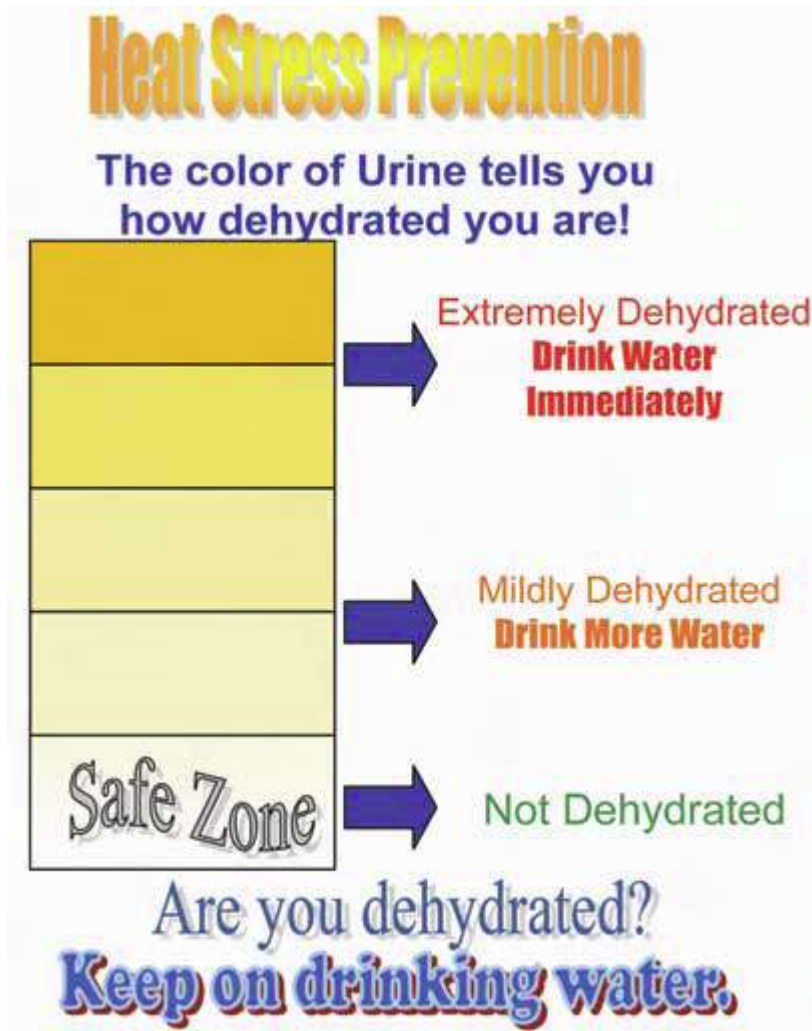 Heat Stress Prevention
The color of Urine tells you
how dehydrated you are!
Extremely Dehydrated
Drink Water
Immediately
Mildly Dehydrated
Drink More Water
Safe Zone
Not Dehydrated
Are you dehydrated?
Keep on drinking water.